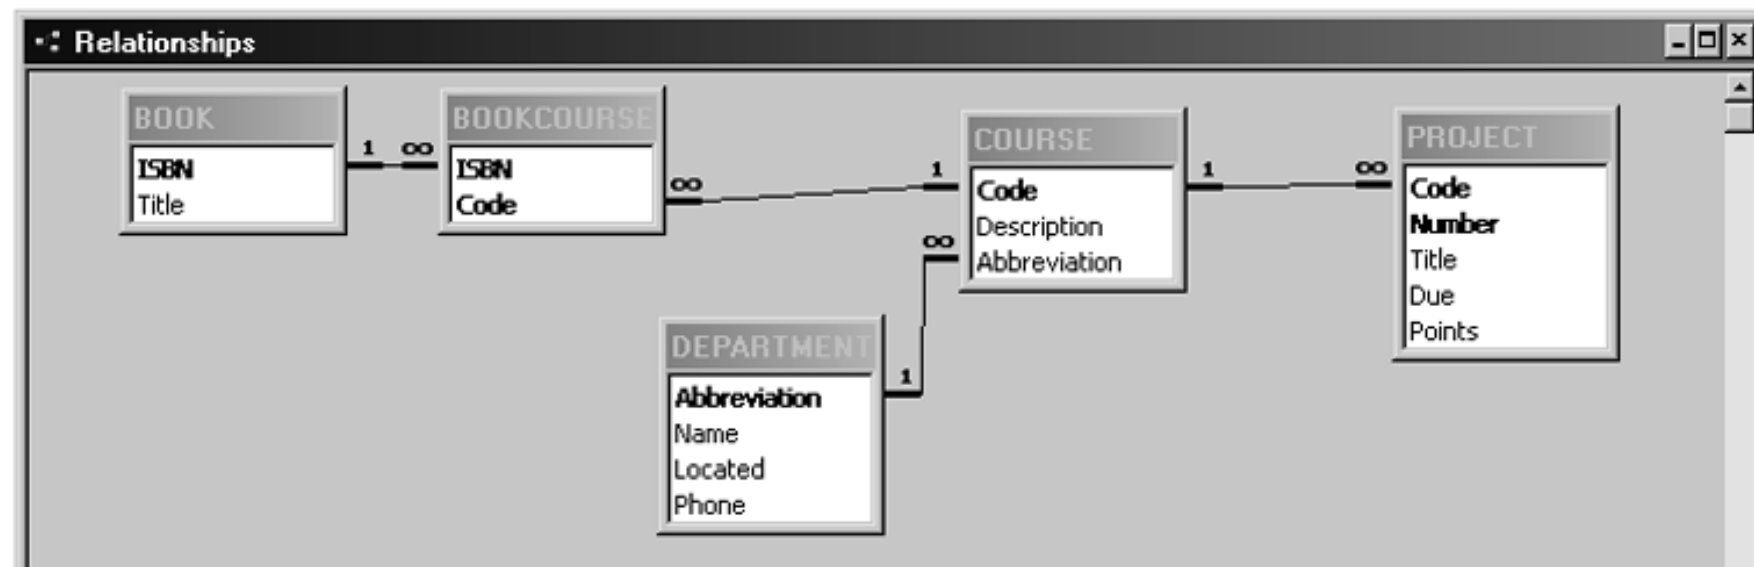 Relationships
BOOK
ISBN
Title
1 ∞
BOOKCOURSE
ISBN
Code
∞ 1
COURSE
Code
Description
Abbreviation
1 ∞
PROJECT
Code
Number
Title
Due
Points
∞
1
DEPARTMENT
Abbreviation
Name
Located
Phone